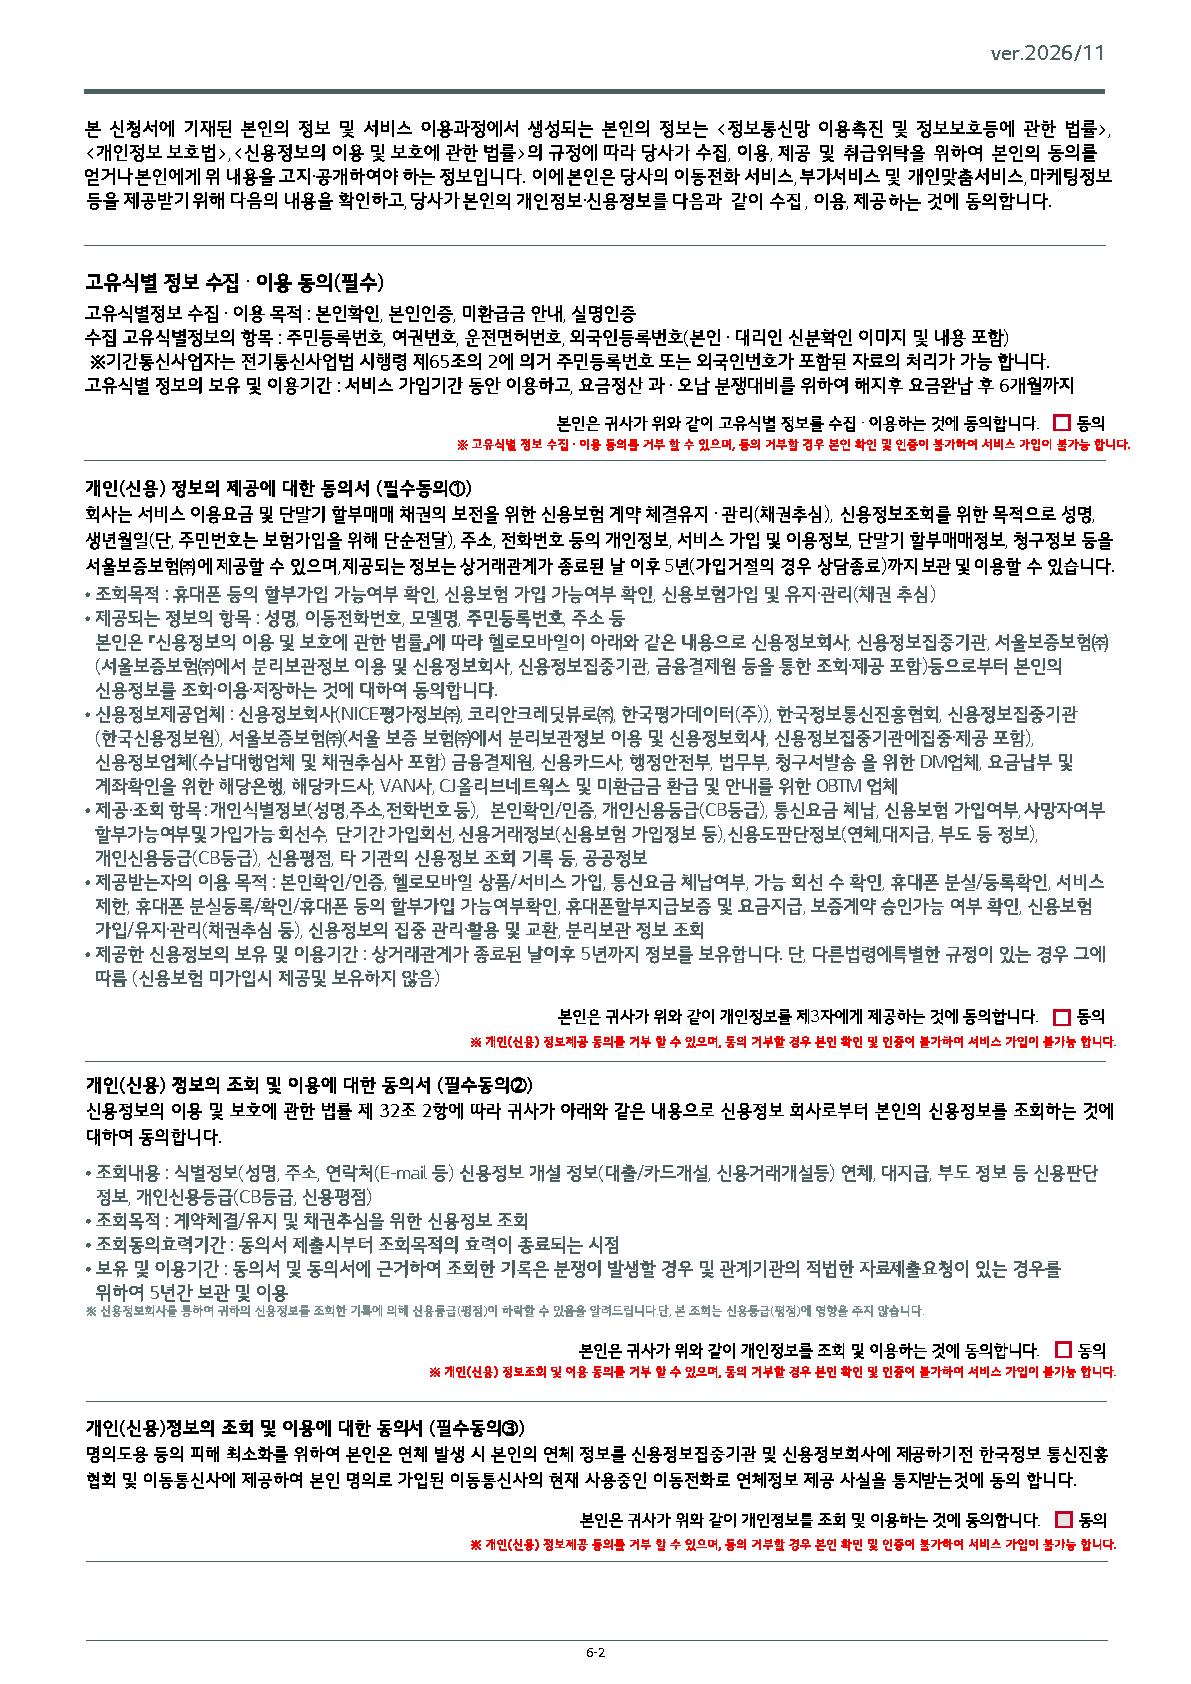 ver.2026/11
본 신청서에 기재된 본인의 정보 및 서비스 이용과정에서 생성되는 본인의 정보는 <정보통신망 이용촉진 및 정보보호등에 관한 법률>,
<개인정보 보호법>,<신용정보의 이용 및 보호에 관한 법률>의 규정에 따라 당사가 수집, 이용, 제공 및 취급위탁을 위하여 본인의 동의를
얻거나본인에게 위 내용을 고지·공개하여야 하는 정보입니다. 이에본인은 당사의 이동전화 서비스,부가서비스 및 개인맞춤서비스,마케팅정보
등을 제공받기위해 다음의 내용을 확인하고,당사가 본인의 개인정보·신용정보를 다음과 같이 수집, 이용, 제공하는 것에 동의합니다.
고유식별 정보 수집 · 이용 동의(필수)
고유식별정보 수집 · 이용 목적 : 본인확인, 본인인증, 미환급금 안내, 실명인증
수집 고유식별정보의 항목 : 주민등록번호, 여권번호, 운전면허번호, 외국인등록번호(본인 · 대리인 신분확인 이미지 및 내용 포함)
※기간통신사업자는 전기통신사업법 시행령 제65조의 2에 의거 주민등록번호 또는 외국인번호가 포함된 자료의 처리가 가능 합니다.
고유식별 정보의 보유 및 이용기간 : 서비스 가입기간 동안 이용하고, 요금정산 과 · 오납 분쟁대비를 위하여 해지후 요금완납 후 6개월까지
본인은 귀사가 위와 같이 고유식별 정보를 수집 · 이용하는 것에 동의합니다. □ 동의
※ 고유식별 정보 수집 · 이용 동의를 거부 할 수 있으며, 동의 거부할 경우 본인 확인 및 인증이 불가하여 서비스 가입이 불가능 합니다.
개인(신용) 정보의 제공에 대한 동의서 (필수동의①)
회사는 서비스 이용요금 및 단말기 할부매매 채권의 보전을 위한 신용보험 계약 체결유지 · 관리(채권추심), 신용정보조회를 위한 목적으로 성명,
생년월일(단, 주민번호는 보험가입을 위해 단순전달), 주소, 전화번호 등의 개인정보, 서비스 가입 및 이용정보, 단말기 할부매매정보, 청구정보 등을
서울보증보험㈜에 제공할 수 있으며,제공되는 정보는 상거래관계가 종료된 날 이후 5년(가입거절의 경우 상담종료)까지 보관 및 이용할 수 있습니다.
• 조회목적 : 휴대폰 등의 할부가입 가능여부 확인, 신용보험 가입 가능여부 확인, 신용보험가입 및 유지·관리(채권 추심)
• 제공되는 정보의 항목 : 성명, 이동전화번호, 모델명, 주민등록번호, 주소 등
본인은 『신용정보의 이용 및 보호에 관한 법률』에 따라 헬로모바일이 아래와 같은 내용으로 신용정보회사, 신용정보집중기관, 서울보증보험㈜
(서울보증보험㈜에서 분리보관정보 이용 및 신용정보회사, 신용정보집중기관, 금융결제원 등을 통한 조회·제공 포함)등으로부터 본인의
신용정보를 조회·이용·저장하는 것에 대하여 동의합니다.
• 신용정보제공업체 : 신용정보회사(NICE평가정보㈜, 코리안크레딧뷰로㈜, 한국평가데이터(주)), 한국정보통신진흥협회, 신용정보집중기관
(한국신용정보원), 서울보증보험㈜(서울 보증 보험㈜에서 분리보관정보 이용 및 신용정보회사, 신용정보집중기관에집중·제공 포함),
신용정보업체(수납대행업체 및 채권추심사 포함) 금융결제원, 신용카드사, 행정안전부, 법무부, 청구서발송 을 위한 DM업체, 요금납부 및
계좌확인을 위한 해당은행, 해당카드사, VAN사, CJ올리브네트웍스 및 미환급금 환급 및 안내를 위한 OBTM 업체
• 제공·조회 항목:개인식별정보(성명,주소,전화번호 등), 본인확인/인증, 개인신용등급(CB등급), 통신요금 체납, 신용보험 가입여부,사망자여부
할부가능여부및가입가능 회선수, 단기간 가입회선,신용거래정보(신용보험 가입정보 등),신용도판단정보(연체,대지급, 부도 등 정보),
개인신용등급(CB등급), 신용평점, 타 기관의 신용정보 조회 기록 등, 공공정보
• 제공받는자의 이용 목적 : 본인확인/인증, 헬로모바일 상품/서비스 가입, 통신요금 체납여부, 가능 회선 수 확인, 휴대폰 분실/등록확인, 서비스
제한, 휴대폰 분실등록/확인/휴대폰 등의 할부가입 가능여부확인, 휴대폰할부지급보증 및 요금지급, 보증계약 승인가능 여부 확인, 신용보험
가입/유지·관리(채권추심 등), 신용정보의 집중 관리·활용 및 교환, 분리보관 정보 조회
• 제공한 신용정보의 보유 및 이용기간 : 상거래관계가 종료된 날이후 5년까지 정보를 보유합니다. 단, 다른법령에특별한 규정이 있는 경우 그에
따름 (신용보험 미가입시 제공및 보유하지 않음)
본인은 귀사가 위와 같이 개인정보를 제3자에게 제공하는 것에 동의합니다. □ 동의
※ 개인(신용) 정보제공 동의를 거부 할 수 있으며, 동의 거부할 경우 본인 확인 및 인증이 불가하여 서비스 가입이 불가능 합니다.
개인(신용) 정보의 조회 및 이용에 대한 동의서 (필수동의②)
신용정보의 이용 및 보호에 관한 법률 제 32조 2항에 따라 귀사가 아래와 같은 내용으로 신용정보 회사로부터 본인의 신용정보를 조회하는 것에
대하여 동의합니다.
• 조회내용 : 식별정보(성명, 주소, 연락처(E-mail 등) 신용정보 개설 정보(대출/카드개설, 신용거래개설등) 연체, 대지급, 부도 정보 등 신용판단
정보, 개인신용등급(CB등급, 신용평점)
• 조회목적 : 계약체결/유지 및 채권추심을 위한 신용정보 조회
• 조회동의효력기간 : 동의서 제출시부터 조회목적의 효력이 종료되는 시점
• 보유 및 이용기간 : 동의서 및 동의서에 근거하여 조회한 기록은 분쟁이 발생할 경우 및 관계기관의 적법한 자료제출요청이 있는 경우를
위하여 5년간 보관 및 이용
※ 신용정보회사를 통하여 귀하의 신용정보를 조회한 기록에 의해 신용등급(평점)이 하락할 수 있음을 알려드립니다.단, 본 조회는 신용등급(평점)에 영향을 주지 않습니다.
본인은 귀사가 위와 같이 개인정보를 조회 및 이용하는 것에 동의합니다. □ 동의
※ 개인(신용) 정보조회 및 이용 동의를 거부 할 수 있으며, 동의 거부할 경우 본인 확인 및 인증이 불가하여 서비스 가입이 불가능 합니다.
개인(신용)정보의 조회 및 이용에 대한 동의서 (필수동의③)
명의도용 등의 피해 최소화를 위하여 본인은 연체 발생 시 본인의 연체 정보를 신용정보집중기관 및 신용정보회사에 제공하기전 한국정보 통신진흥
협회 및 이동통신사에 제공하여 본인 명의로 가입된 이동통신사의 현재 사용중인 이동전화로 연체정보 제공 사실을 통지받는것에 동의 합니다.
본인은 귀사가 위와 같이 개인정보를 조회 및 이용하는 것에 동의합니다. □ 동의
※ 개인(신용) 정보제공 동의를 거부 할 수 있으며, 동의 거부할 경우 본인 확인 및 인증이 불가하여 서비스 가입이 불가능 합니다.
6-2